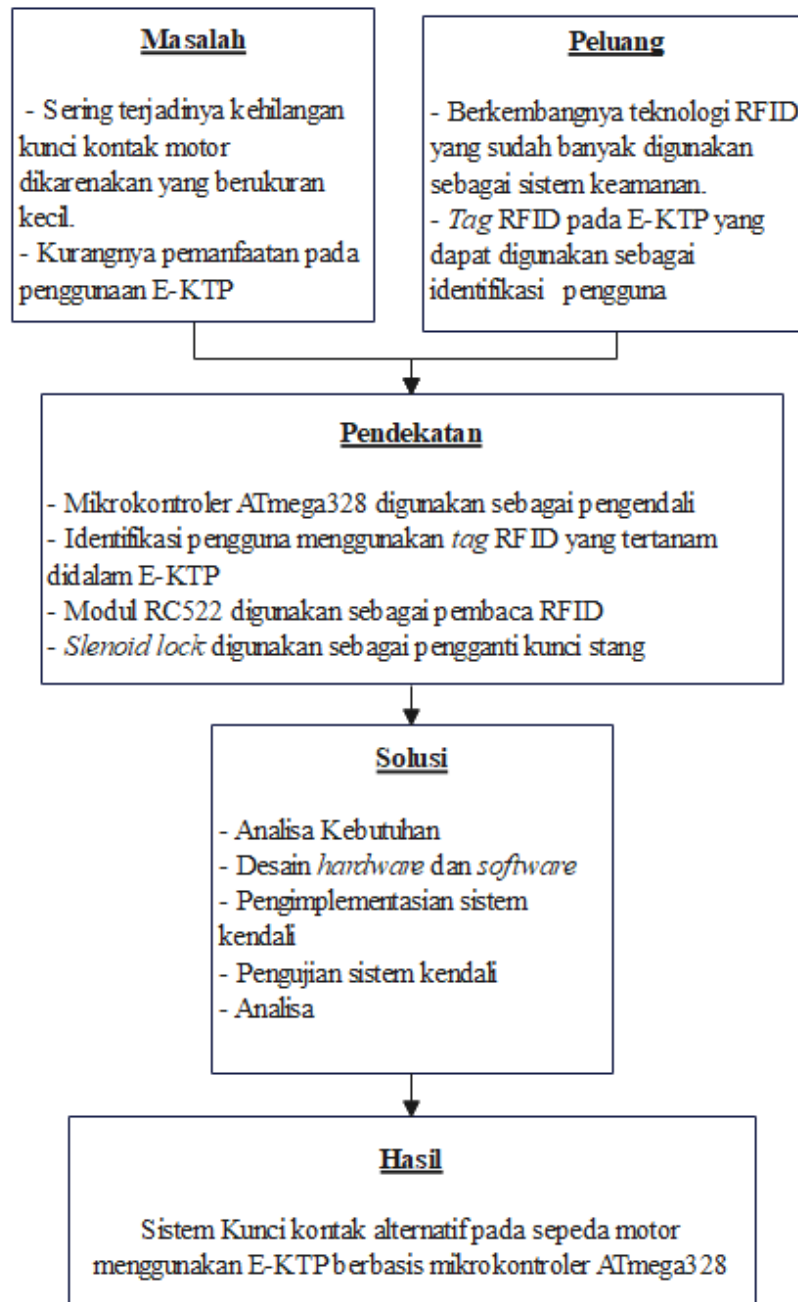 Masalah
- Sering terjadinya kehilangan
kunci kontak motor
dikarenakan yang berukuran
kecil.
- Kurangnya pemanfaatan pada
penggunaan E-KTP
Peluang
- Berkembangnya teknologi RFID
yang sudah banyak digunakan
sebagai sistem keamanan.
- Tag RFID pada E-KTP yang
dapat digunakan sebagai
identifikasi pengguna
Pendekatan
- Mikrokontroler ATmega328 digunakan sebagai pengendali
- Identifikasi pengguna menggunakan tag RFID yang tertanam
didalam E-KTP
- Modul RC522 digunakan sebagai pembaca RFID
- Slenoid lock digunakan sebagai pengganti kunci stang
Solusi
- Analisa Kebutuhan
- Desain hardware dan software
- Pengimplementasian sistem
kendali
- Pengujian sistem kendali
- Analisa
Hasil
Sistem Kunci kontak alternatif pada sepeda motor
menggunakan E-KTP berbasis mikrokontroler ATmega328